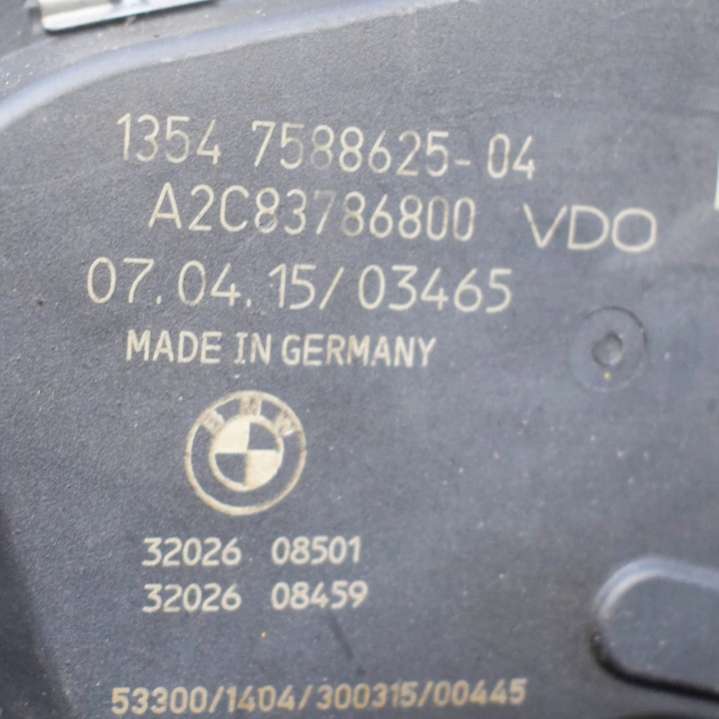 1354 7588625-04
A2C83786800 VDO
07.04.15/03465
MADE IN GERMANY
BMW
32026 08501
32026 08459
53300/1404/300315/00445